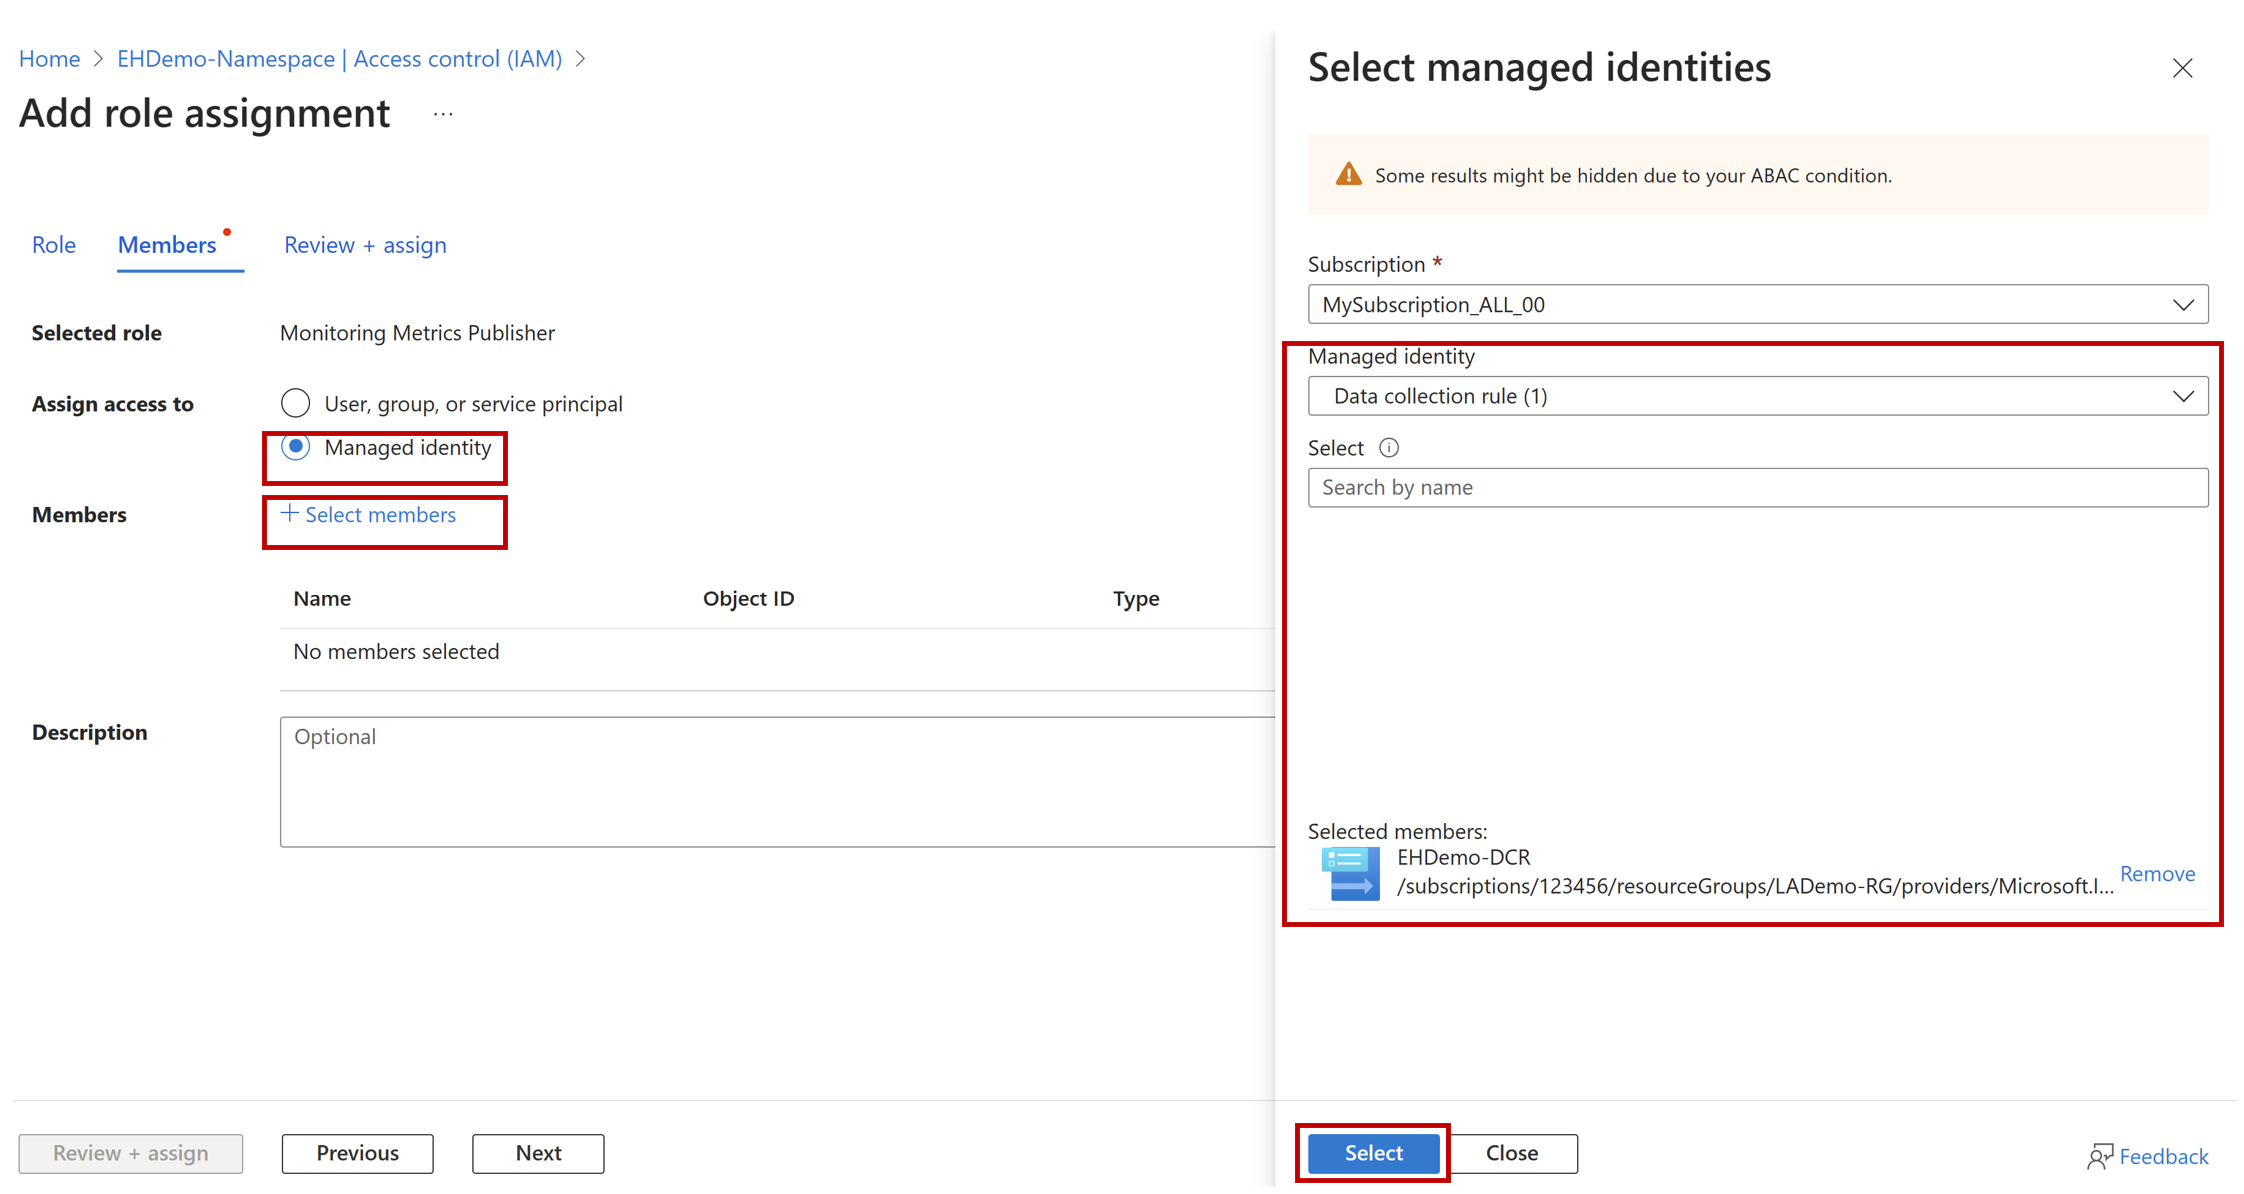 Home > EHDemo-Namespace | Access control (IAM) >
Add role assignment ...
Role Members Review + assign
Selected role Monitoring Metrics Publisher
Assign access to User, group, or service principal
Managed identity
Members + Select members
Name Object ID Type
No members selected
Description Optional
Review + assign Previous Next
Select managed identities
Some results might be hidden due to your ABAC condition.
Subscription *
MySubscription_ALL_00
Managed identity
Data collection rule (1)
Select
Search by name
Selected members:
EHDemo-DCR
/subscriptions/123456/resourceGroups/LADemo-RG/providers/Microsoft.I...
Remove
Select Close Feedback